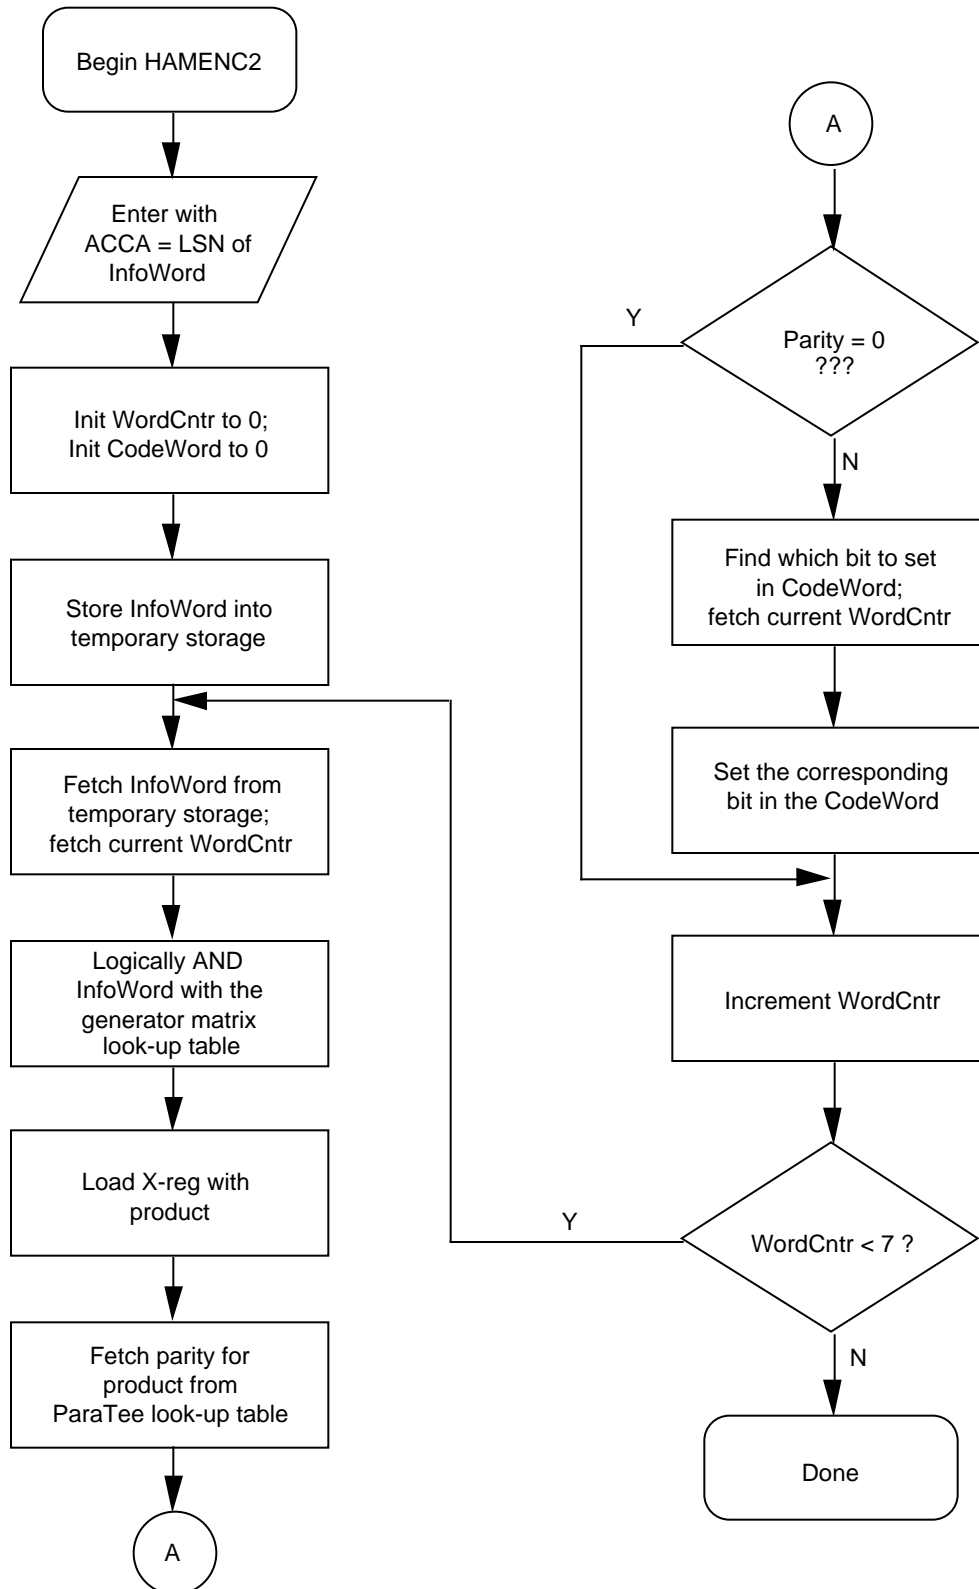 Begin HAMENC2
Enter with
ACCA = LSN of
InfoWord
Init WordCntr to 0;
Init CodeWord to 0
Store InfoWord into
temporary storage
Fetch InfoWord from
temporary storage;
fetch current WordCntr
Logically AND
InfoWord with the
generator matrix
look-up table
Load X-reg with
product
Fetch parity for
product from
ParaTee look-up table
A
A
Y
Parity = 0
???
N
Find which bit to set
in CodeWord;
fetch current WordCntr
Set the corresponding
bit in the CodeWord
Increment WordCntr
Y
WordCntr < 7 ?
N
Done